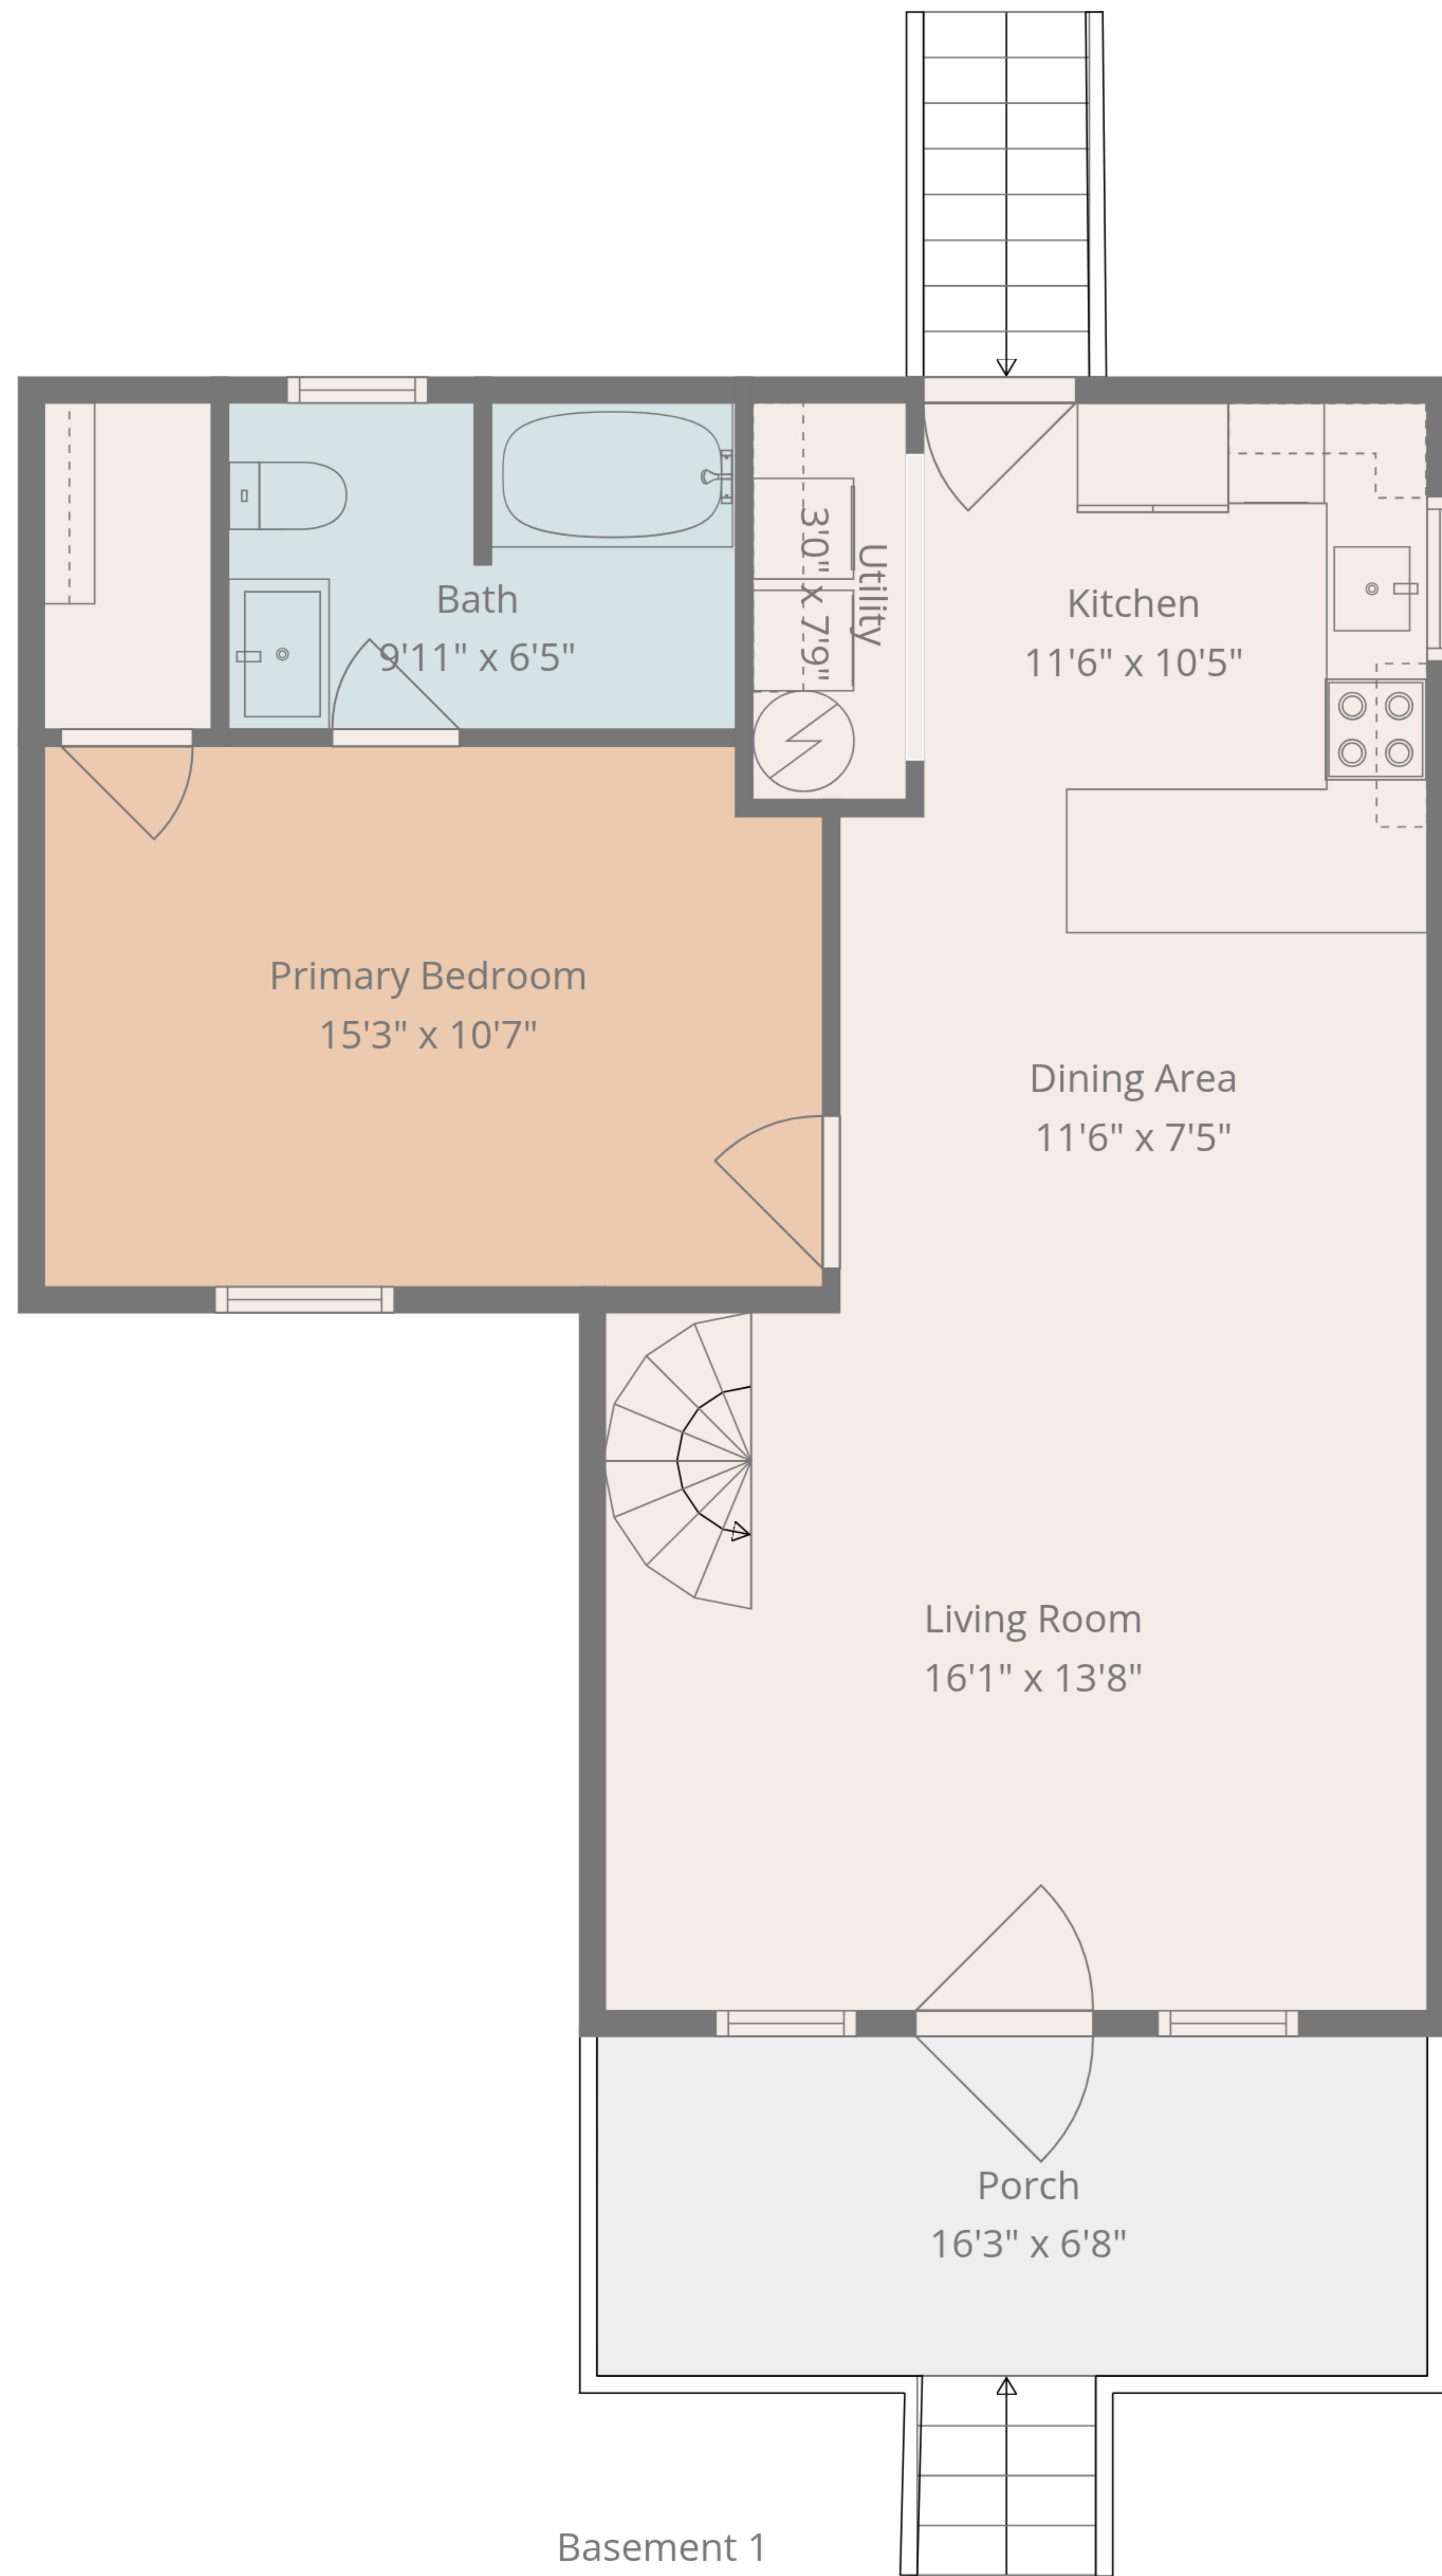 Bath
9'11" x 6'5"
Utility
3'0" x 7'9"
Kitchen
11'6" x 10'5"
Primary Bedroom
15'3" x 10'7"
Dining Area
11'6" x 7'5"
Living Room
16'1" x 13'8"
Porch
16'3" x 6'8"
Basement 1